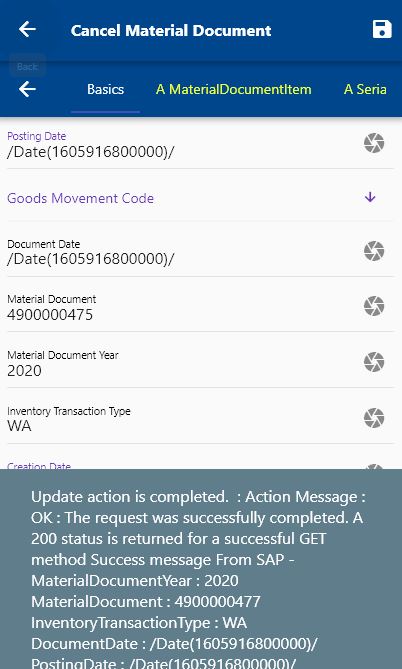 Cancel Material Document
Back
Basics
A MaterialDocumentItem
A Seria
Posting Date
/Date(1605916800000)/
Goods Movement Code
Document Date
/Date(1605916800000)/
Material Document
4900000475
Material Document Year
2020
Inventory Transaction Type
WA
Creation Date
Update action is completed.  : Action Message :
OK : The request was successfully completed. A
200 status is returned for a successful GET
method Success message From SAP -
MaterialDocumentYear : 2020
MaterialDocument : 4900000477
InventoryTransactionType : WA
DocumentDate : /Date(1605916800000)/
PostingDate : /Date(1605916800000)/